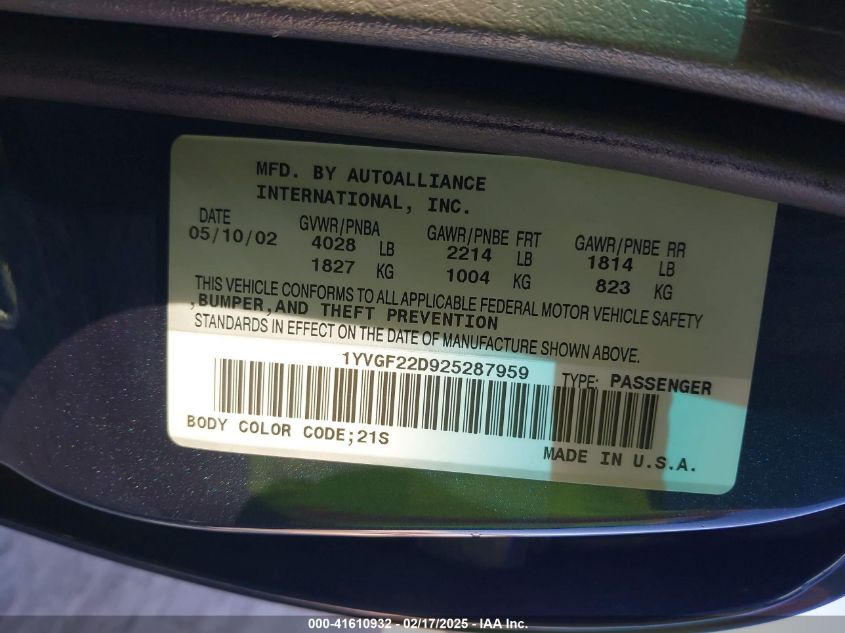 MFD. BY AUTOALLIANCE
INTERNATIONAL, INC.
DATE GVWR/PNBA GAWR/PNBE FRT GAWR/PNBE RR
05/10/02 4028 LB 2214 LB 1814 LB
1827 KG 1004 KG 823 KG
THIS VEHICLE CONFORMS TO ALL APPLICABLE FEDERAL MOTOR VEHICLE SAFETY
,BUMPER,AND THEFT PREVENTION
STANDARDS IN EFFECT ON THE DATE OF MANUFACTURE SHOWN ABOVE.
1YVGF22D925287959 TYPE: PASSENGER
BODY COLOR CODE;21S
MADE IN U.S.A.
000-41610932 - 02/17/2025 - IAA Inc.